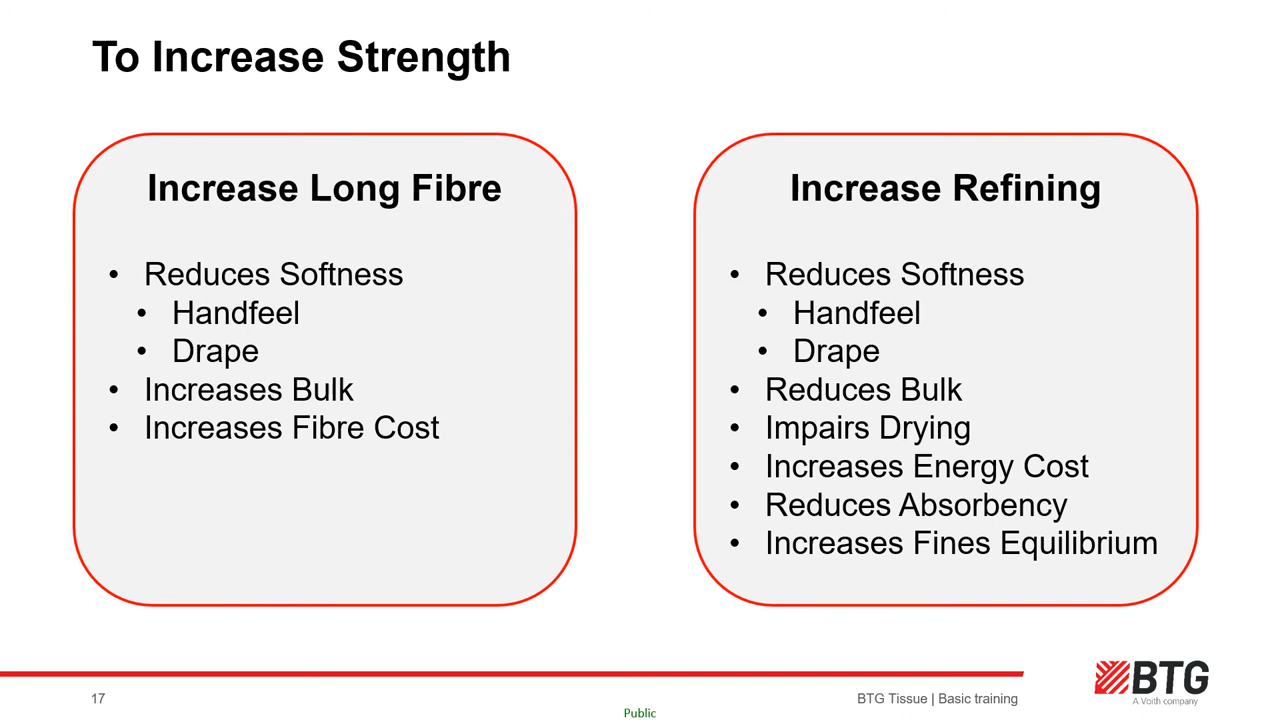 To Increase Strength
Increase Long Fibre
• Reduces Softness
• Handfeel
• Drape
• Increases Bulk
• Increases Fibre Cost
Increase Refining
• Reduces Softness
• Handfeel
• Drape
• Reduces Bulk
• Impairs Drying
• Increases Energy Cost
• Reduces Absorbency
• Increases Fines Equilibrium
17
BTG Tissue | Basic training
BTG
A Voith company
Public